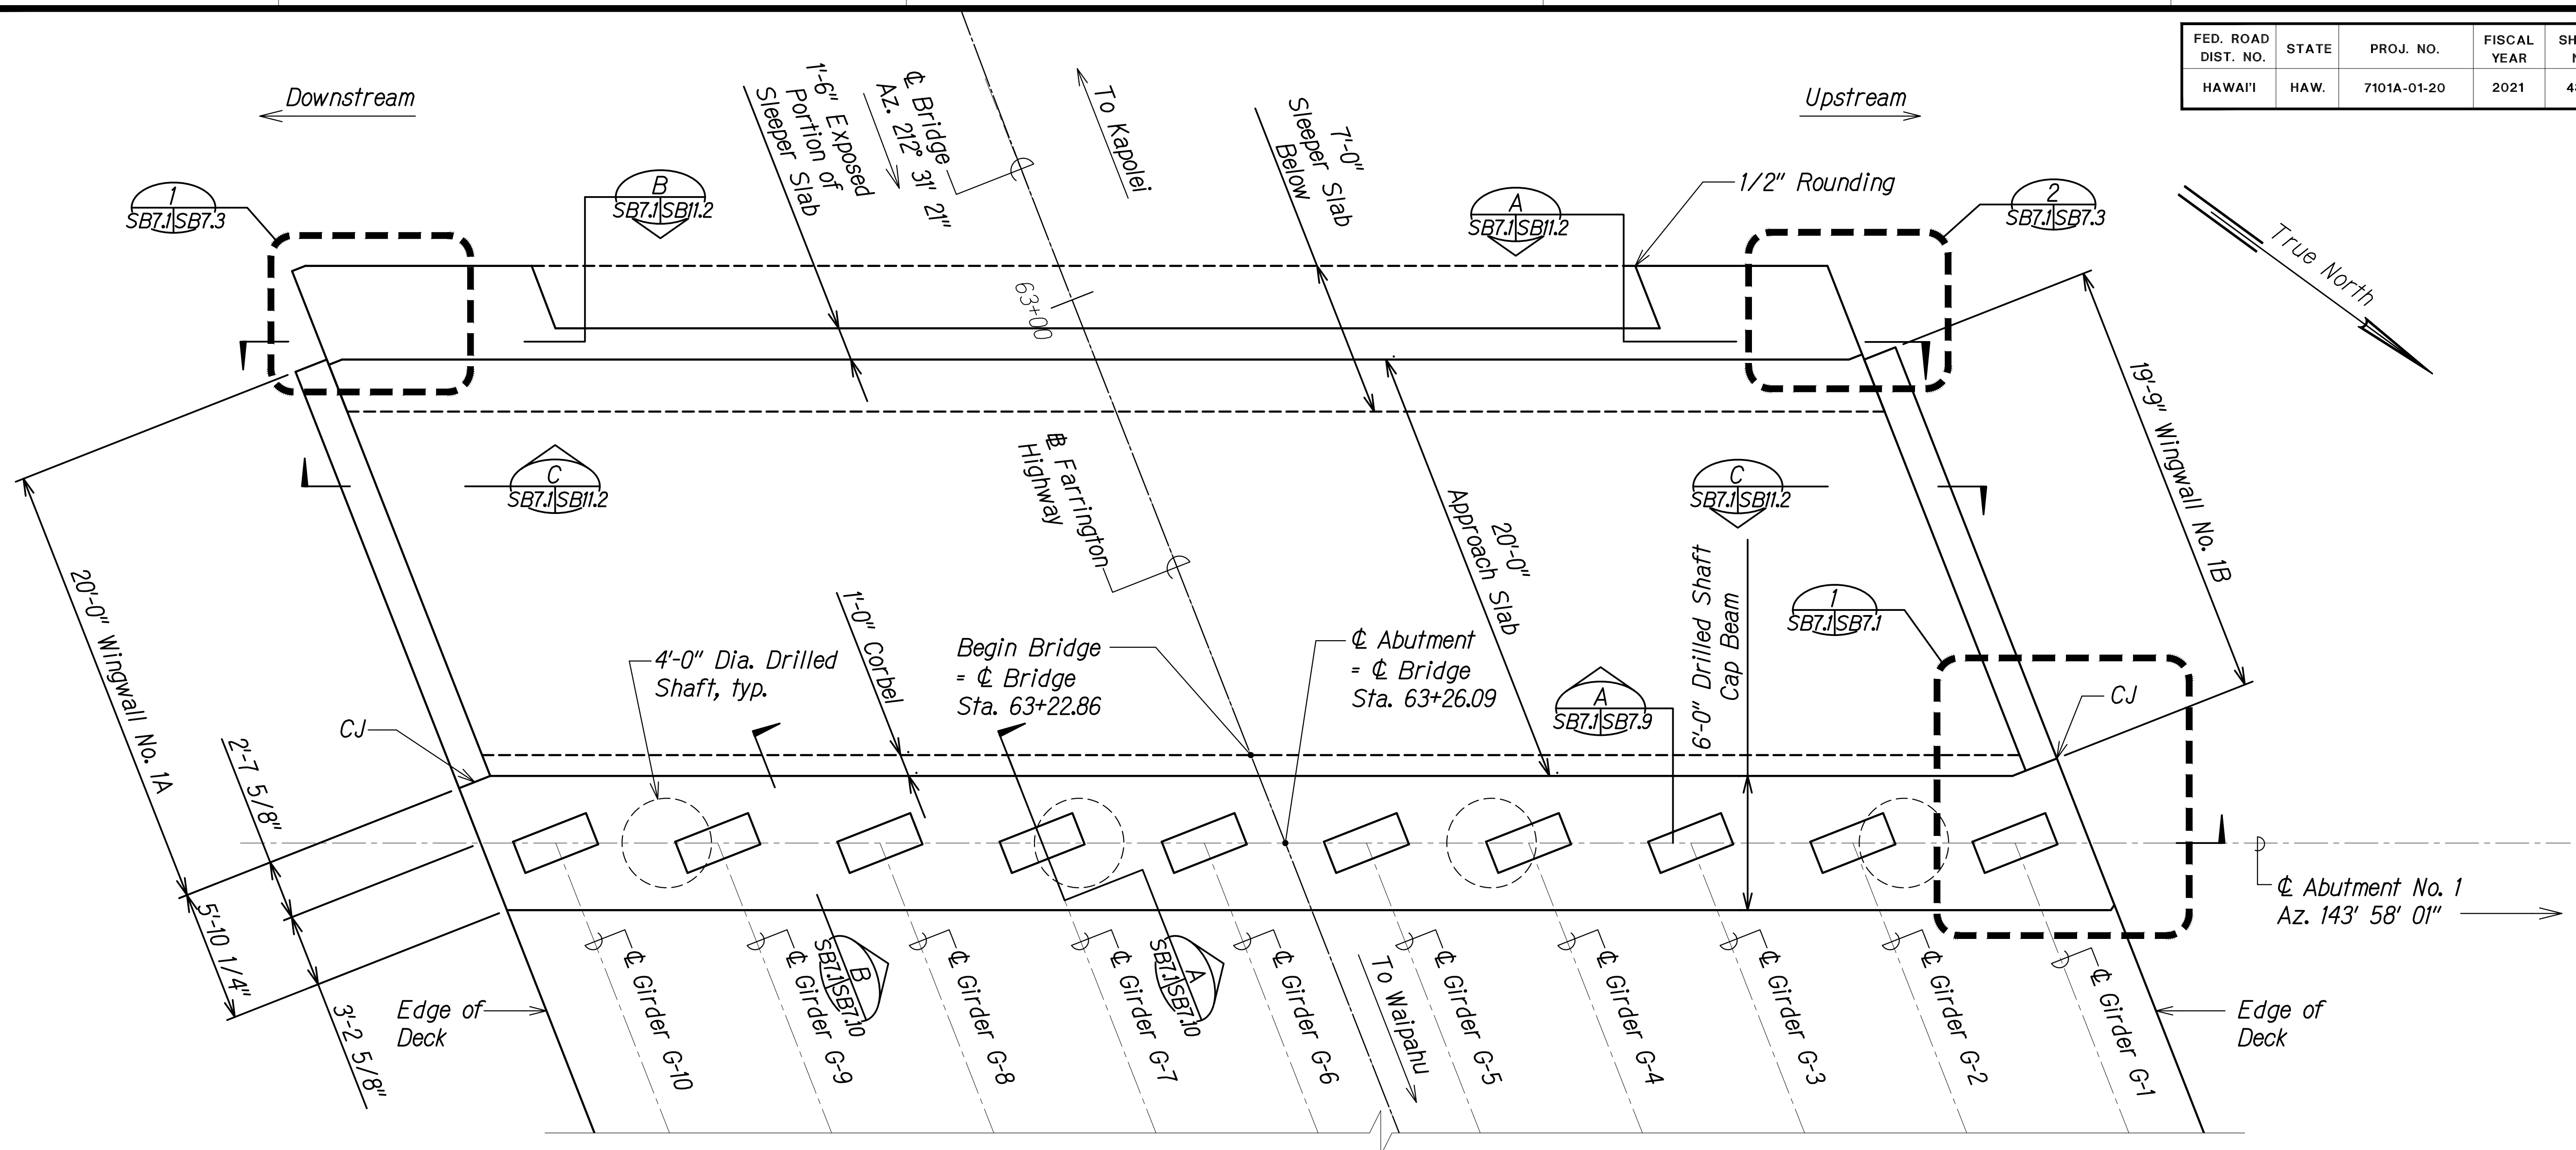 FED. ROAD
DIST. NO.
STATE
PROJ. NO.
FISCAL
YEAR
HAWAI'I
HAW.
7101A-01-20
2021
Downstream
1'-6" Exposed
Portion of
Sleeper Slab
℄ Bridge
Az. 212° 31' 21"
To Kapolei
7'-0"
Sleeper Slab
Below
Upstream
1/2" Rounding
True North
1
SB7.1 SB7.3
B
SB7.1 SB11.2
A
SB7.1 SB11.2
2
SB7.1 SB7.3
63+00
19'-9" Wingwall No. 1B
C
SB7.1 SB11.2
Farrington
Highway
20'-0"
Approach Slab
C
SB7.1 SB11.2
6'-0" Drilled Shaft
Cap Beam
1
SB7.1 SB7.1
20'-0" Wingwall No. 1A
4'-0" Dia. Drilled
Shaft, typ.
1'-0" Corbel
Begin Bridge
= ℄ Bridge
Sta. 63+22.86
℄ Abutment
= ℄ Bridge
Sta. 63+26.09
A
SB7.1 SB7.9
CJ
CJ
2'-7 5/8"
5'-10 1/4"
3'-2 5/8"
℄ Abutment No. 1
Az. 143' 58' 01"
Edge of
Deck
℄ Girder G-10
℄ Girder G-9
B
SB7.1 SB7.10
℄ Girder G-8
℄ Girder G-7
A
SB7.1 SB7.10
℄ Girder G-6
To Waipahu
℄ Girder G-5
℄ Girder G-4
℄ Girder G-3
℄ Girder G-2
℄ Girder G-1
Edge of
Deck